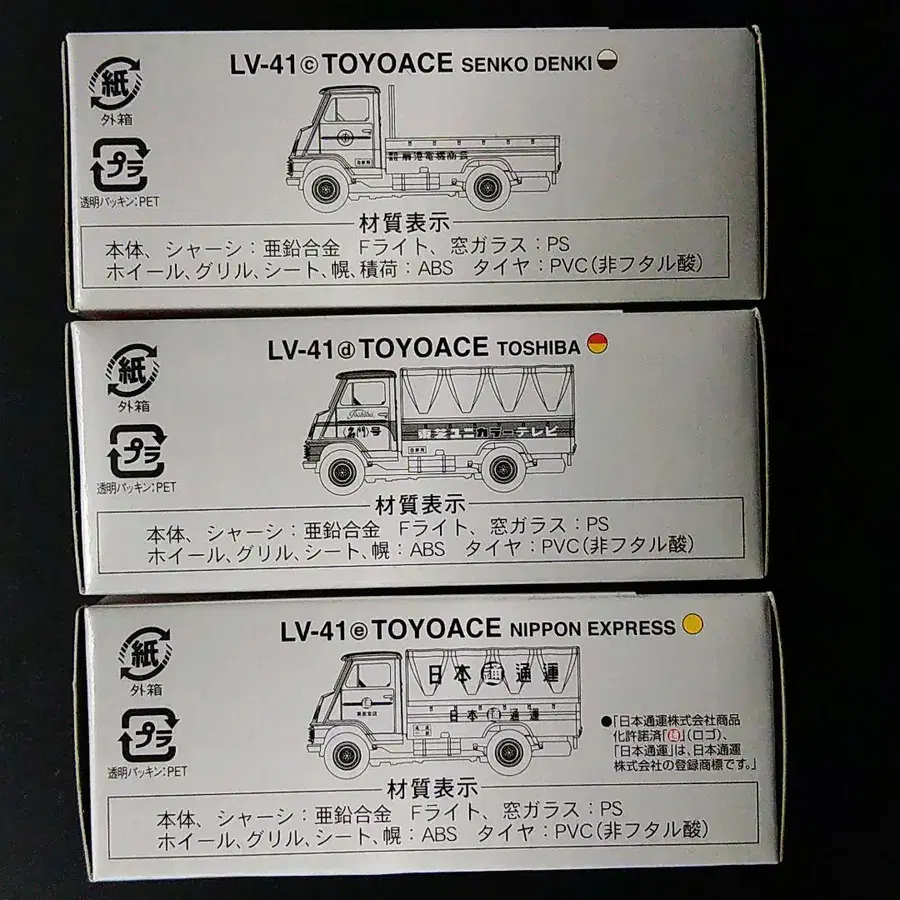 LV-41ⓒTOYOACE SENKO DENKI
紙
外箱
プラ
透明パッキン:PET
材質表示
本体、シャーシ:亜鉛合金 Fライト、窓ガラス:PS
ホイール、グリル、シート、幌、積荷:ABS タイヤ:PVC(非フタル酸)
LV-41ⓓTOYOACE TOSHIBA
紙
外箱
プラ
透明パッキン:PET
Toshiba
号
東芝ユニカラーテレビ
材質表示
本体、シャーシ:亜鉛合金 Fライト、窓ガラス:PS
ホイール、グリル、シート、幌:ABS タイヤ:PVC(非フタル酸)
LV-41ⓔTOYOACE NIPPON EXPRESS
紙
外箱
プラ
透明パッキン:PET
日本通通運
日本通通運
●「日本通運株式会社商品
化許諾済「通」(ロゴ)、
「日本通運」は、日本通運
株式会社の登録商標です。」
材質表示
本体、シャーシ:亜鉛合金 Fライト、窓ガラス:PS
ホイール、グリル、シート、幌:ABS タイヤ:PVC(非フタル酸)